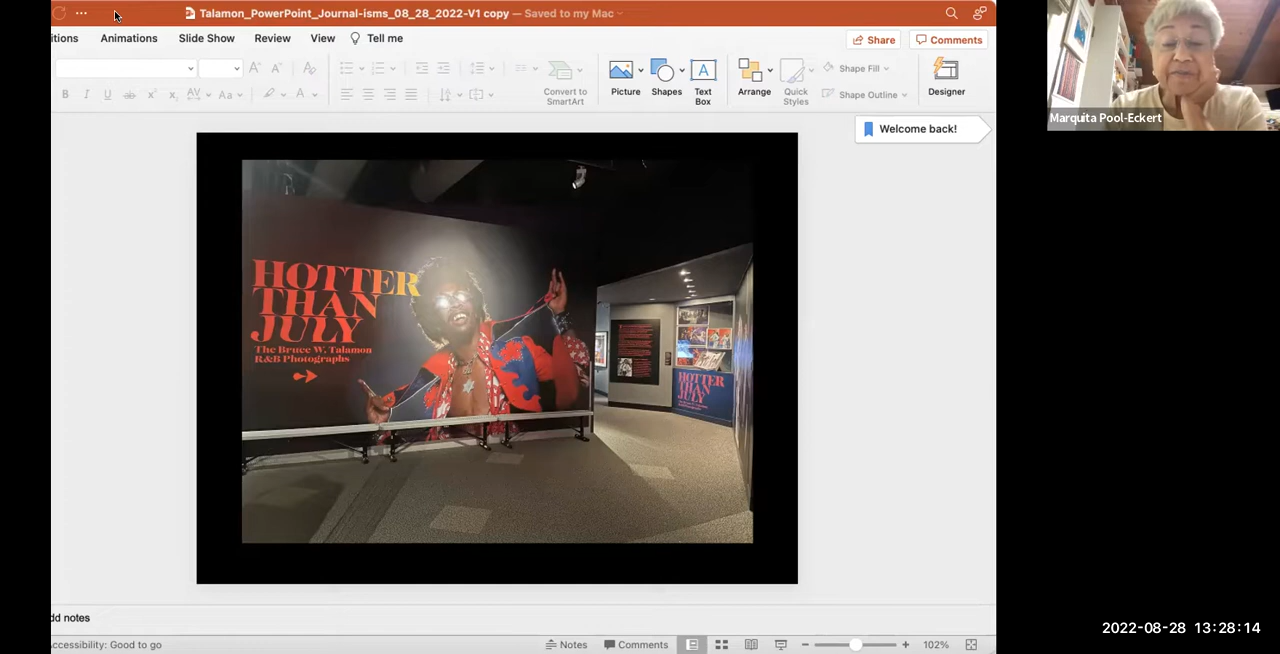 Talamon_PowerPoint_Journal-isms_08_28_2022-V1 copy — Saved to my Mac
itions Animations Slide Show Review View Tell me
Share Comments
Convert to SmartArt
Picture
Shapes
Text Box
Arrange
Quick Styles
Shape Fill
Shape Outline
Designer
Welcome back!
Marquita Pool-Eckert
HOTTER
THAN
JULY
The Bruce W. Talamon
R&B Photographs
HOTTER
THAN
JULY
dd notes
ccessibility: Good to go
Notes Comments 102%
2022-08-28 13:28:14